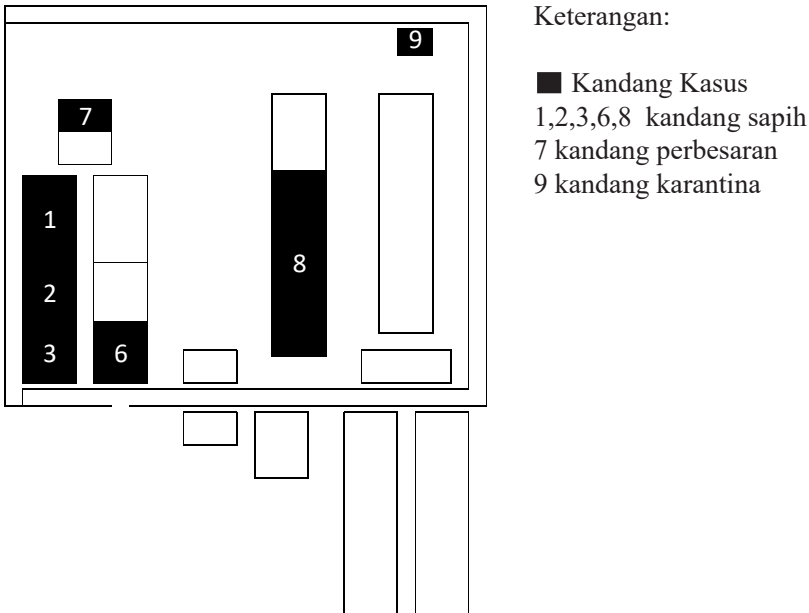 9
7
1
2
3
6
8
Keterangan:
Kandang Kasus
1,2,3,6,8 kandang sapih
7 kandang perbesaran
9 kandang karantina